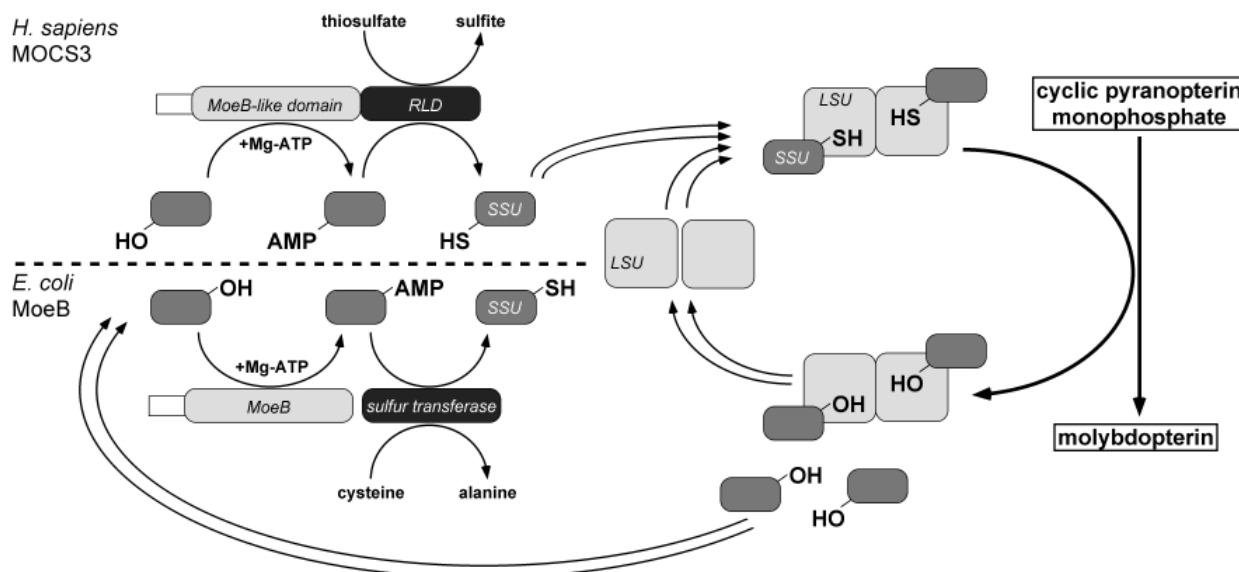 H. sapiens
MOCS3
thiosulfate
sulfite
MoeB-like domain
RLD
+Mg-ATP
HO
AMP
HS
SSU
E. coli
MoeB
OH
AMP
SH
SSU
+Mg-ATP
MoeB
sulfur transferase
cysteine
alanine
LSU
HS
SH
SSU
LSU
HO
OH
OH
HO
cyclic pyranopterin
monophosphate
molybdopterin